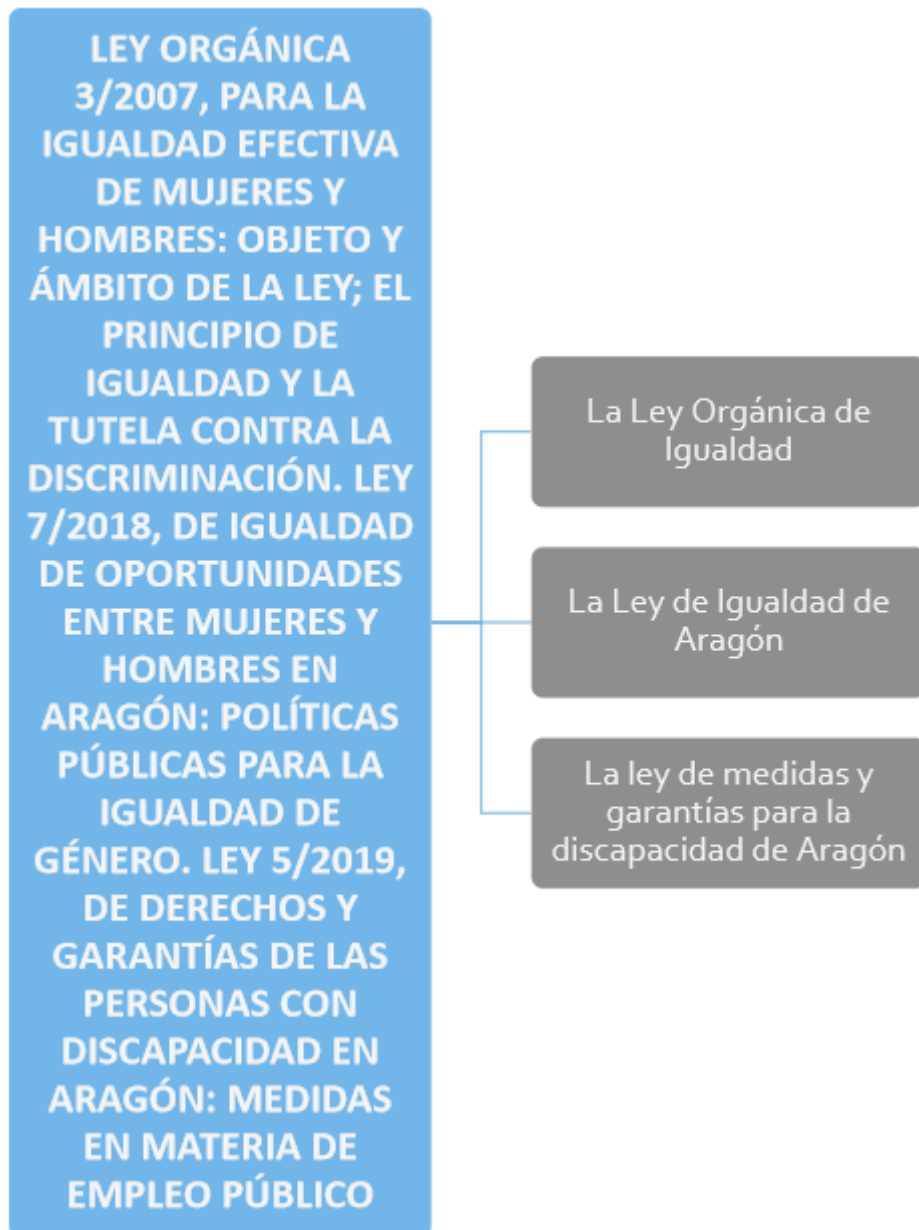 LEY ORGÁNICA
3/2007, PARA LA
IGUALDAD EFECTIVA
DE MUJERES Y
HOMBRES: OBJETO Y
ÁMBITO DE LA LEY; EL
PRINCIPIO DE
IGUALDAD Y LA
TUTELA CONTRA LA
DISCRIMINACIÓN. LEY
7/2018, DE IGUALDAD
DE OPORTUNIDADES
ENTRE MUJERES Y
HOMBRES EN
ARAGÓN: POLÍTICAS
PÚBLICAS PARA LA
IGUALDAD DE
GÉNERO. LEY 5/2019,
DE DERECHOS Y
GARANTÍAS DE LAS
PERSONAS CON
DISCAPACIDAD EN
ARAGÓN: MEDIDAS
EN MATERIA DE
EMPLEO PÚBLICO
La Ley Orgánica de
Igualdad
La Ley de Igualdad de
Aragón
La ley de medidas y
garantías para la
discapacidad de Aragón